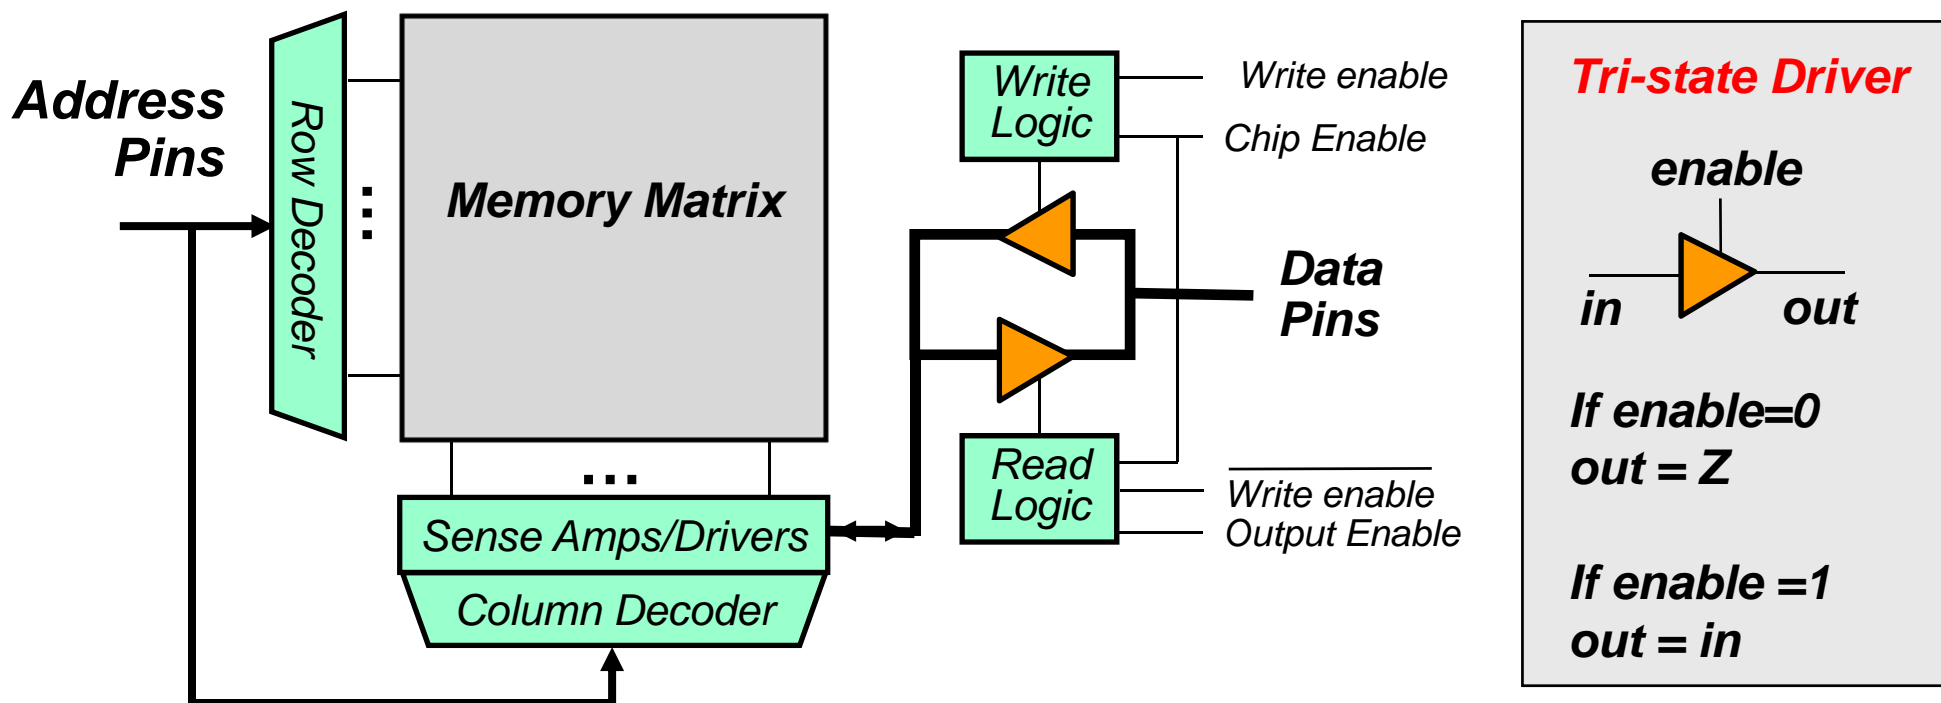 Address
Pins
Row Decoder
Memory Matrix
...
...
Sense Amps/Drivers
Column Decoder
Write
Logic
Write enable
Chip Enable
Data
Pins
Read
Logic
Write enable
Output Enable
Tri-state Driver
enable
in
out
If enable=0
out = Z
If enable =1
out = in